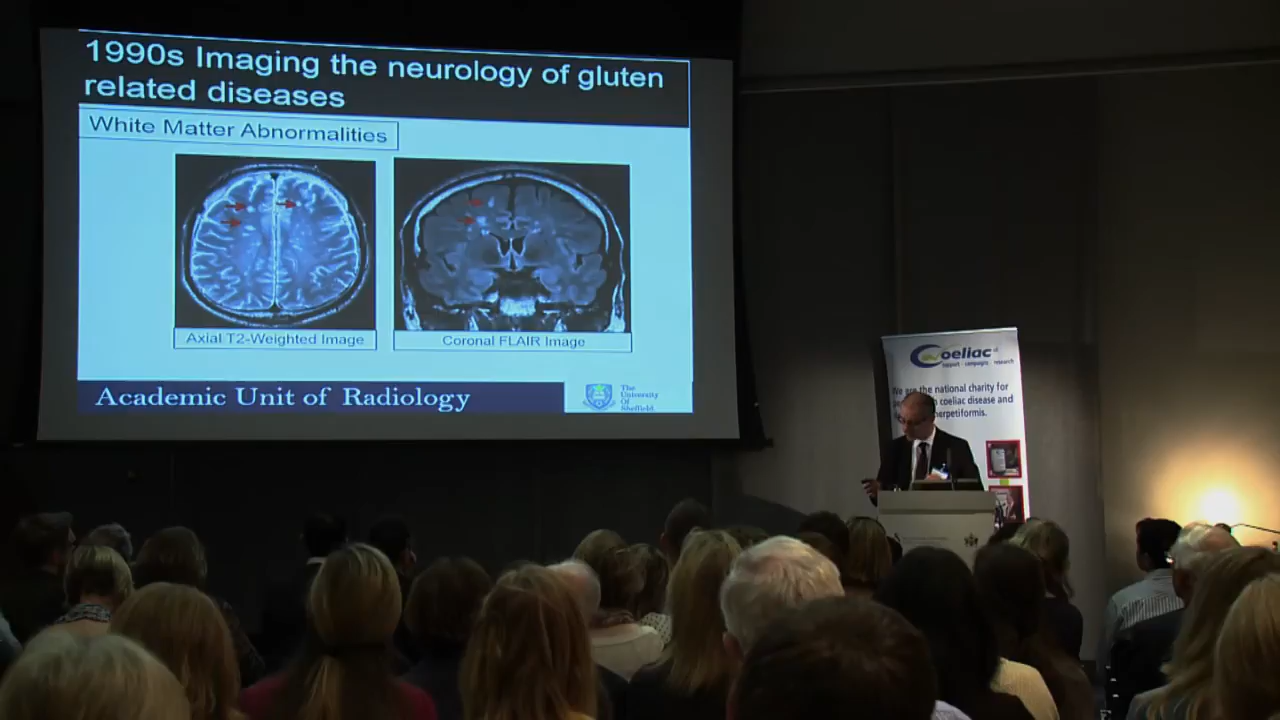 1990s Imaging the neurology of gluten
related diseases
White Matter Abnormalities
Axial T2-Weighted Image
Coronal FLAIR Image
Academic Unit of Radiology
The
University
Of
Sheffield.
Coeliac UK
support campaigns research
We are the national charity for
coeliac disease and
herpetiformis.